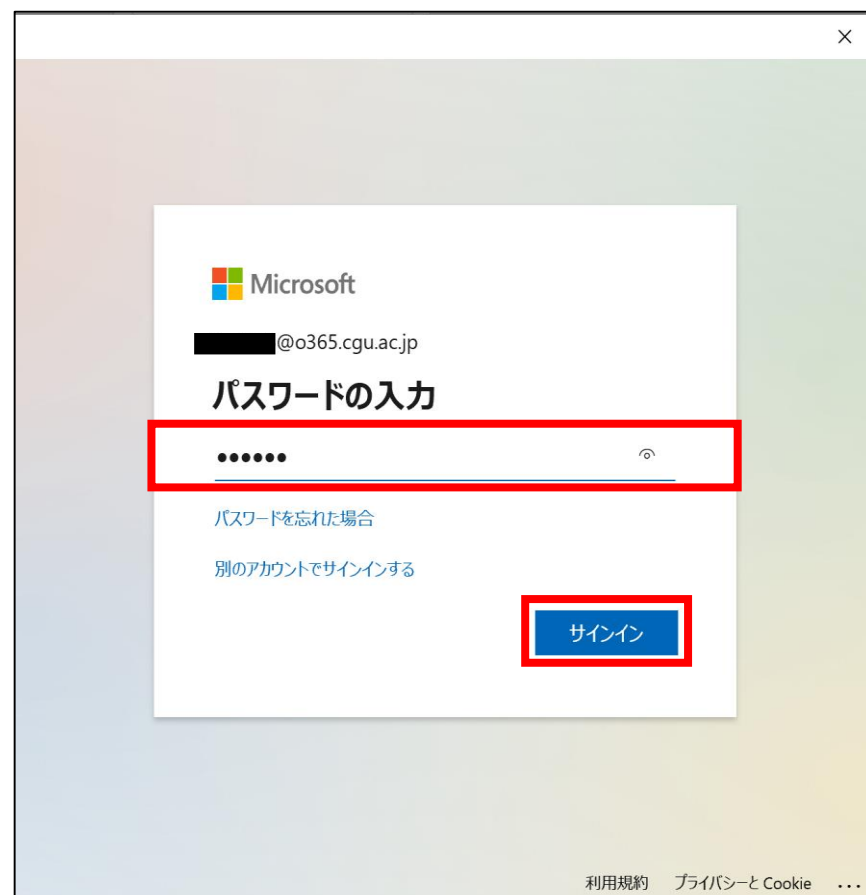 Microsoft
@o365.cgu.ac.jp
パスワードの入力
••••••
パスワードを忘れた場合
別のアカウントでサインインする
サインイン
利用規約 プライバシーと Cookie ...